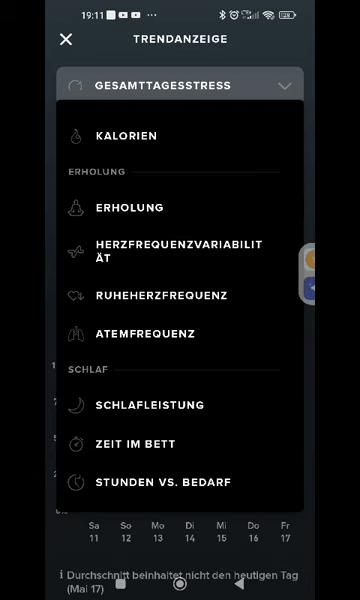 19:11
TRENDANZEIGE
GESAMTTAGESSTRESS
KALORIEN
ERHOLUNG
ERHOLUNG
HERZFREQUENZVARIABILIT
ÄT
RUHEHERZFREQUENZ
ATEMFREQUENZ
SCHLAF
SCHLAFLEISTUNG
ZEIT IM BETT
STUNDEN VS. BEDARF
Sa So Mo Di Mi Do Fr
11 12 13 14 15 16 17
Durchschnitt beinhaltet nicht den heutigen Tag
(Mai 17)